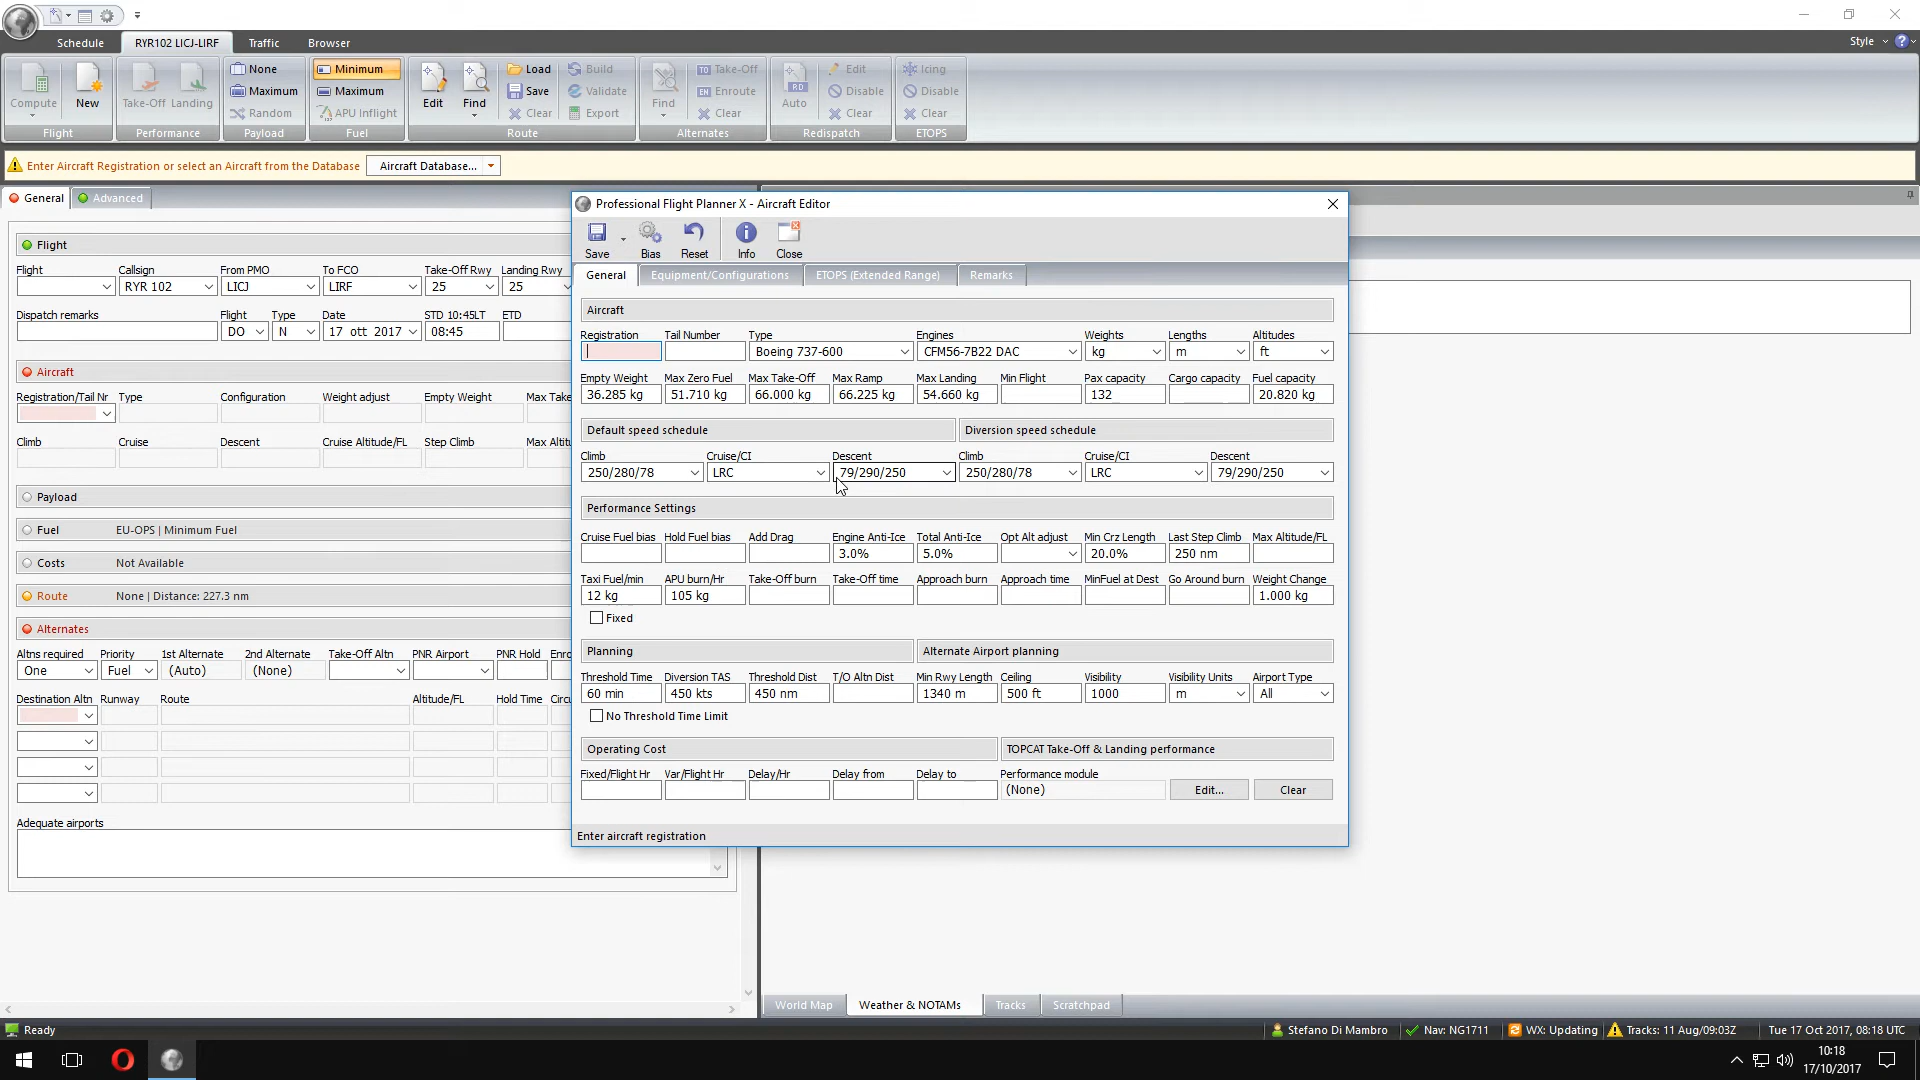 Schedule RYR102 LICJ-LIRF Traffic Browser Style
None Minimum Load Build Take-Off Edit Icing
Compute New Take-Off Landing Maximum Maximum Edit Find Save Validate Find Enroute Auto Disable Disable
Random APU Inflight Clear Export Clear Clear Clear
Flight Performance Payload Fuel Route Alternates Redispatch ETOPS
Enter Aircraft Registration or select an Aircraft from the Database Aircraft Database...
General Advanced
Flight
Flight Callsign From PMO To FCO Take-Off Rwy Landing Rwy
RYR 102 LICJ LIRF 25 25
Dispatch remarks Flight Type Date STD 10:45LT ETD
DO N 17 ott 2017 08:45
Aircraft
Registration/Tail Nr Type Configuration Weight adjust Empty Weight Max Take
Climb Cruise Descent Cruise Altitude/FL Step Climb Max Altit
Payload
Fuel EU-OPS | Minimum Fuel
Costs Not Available
Route None | Distance: 227.3 nm
Alternates
Altns required Priority 1st Alternate 2nd Alternate Take-Off Altn PNR Airport PNR Hold Enro
One Fuel (Auto) (None)
Destination Altn Runway Route Altitude/FL Hold Time Circu
Adequate airports
Professional Flight Planner X - Aircraft Editor
Save Bias Reset Info Close
General Equipment/Configurations ETOPS (Extended Range) Remarks
Aircraft
Registration Tail Number Type Engines Weights Lengths Altitudes
Boeing 737-600 CFM56-7B22 DAC kg m ft
Empty Weight Max Zero Fuel Max Take-Off Max Ramp Max Landing Min Flight Pax capacity Cargo capacity Fuel capacity
36.285 kg 51.710 kg 66.000 kg 66.225 kg 54.660 kg 132 20.820 kg
Default speed schedule Diversion speed schedule
Climb Cruise/CI Descent Climb Cruise/CI Descent
250/280/78 LRC 79/290/250 250/280/78 LRC 79/290/250
Performance Settings
Cruise Fuel bias Hold Fuel bias Add Drag Engine Anti-Ice Total Anti-Ice Opt Alt adjust Min Crz Length Last Step Climb Max Altitude/FL
3.0% 5.0% 20.0% 250 nm
Taxi Fuel/min APU burn/Hr Take-Off burn Take-Off time Approach burn Approach time MinFuel at Dest Go Around burn Weight Change
12 kg 105 kg 1.000 kg
Fixed
Planning Alternate Airport planning
Threshold Time Diversion TAS Threshold Dist T/O Altn Dist Min Rwy Length Ceiling Visibility Visibility Units Airport Type
60 min 450 kts 450 nm 1340 m 500 ft 1000 m All
No Threshold Time Limit
Operating Cost TOPCAT Take-Off & Landing performance
Fixed/Flight Hr Var/Flight Hr Delay/Hr Delay from Delay to Performance module
(None) Edit... Clear
Enter aircraft registration
World Map Weather & NOTAMs Tracks Scratchpad
Ready Stefano Di Mambro Nav: NG1711 WX: Updating Tracks: 11 Aug/09:03Z Tue 17 Oct 2017, 08:18 UTC
10:18
17/10/2017